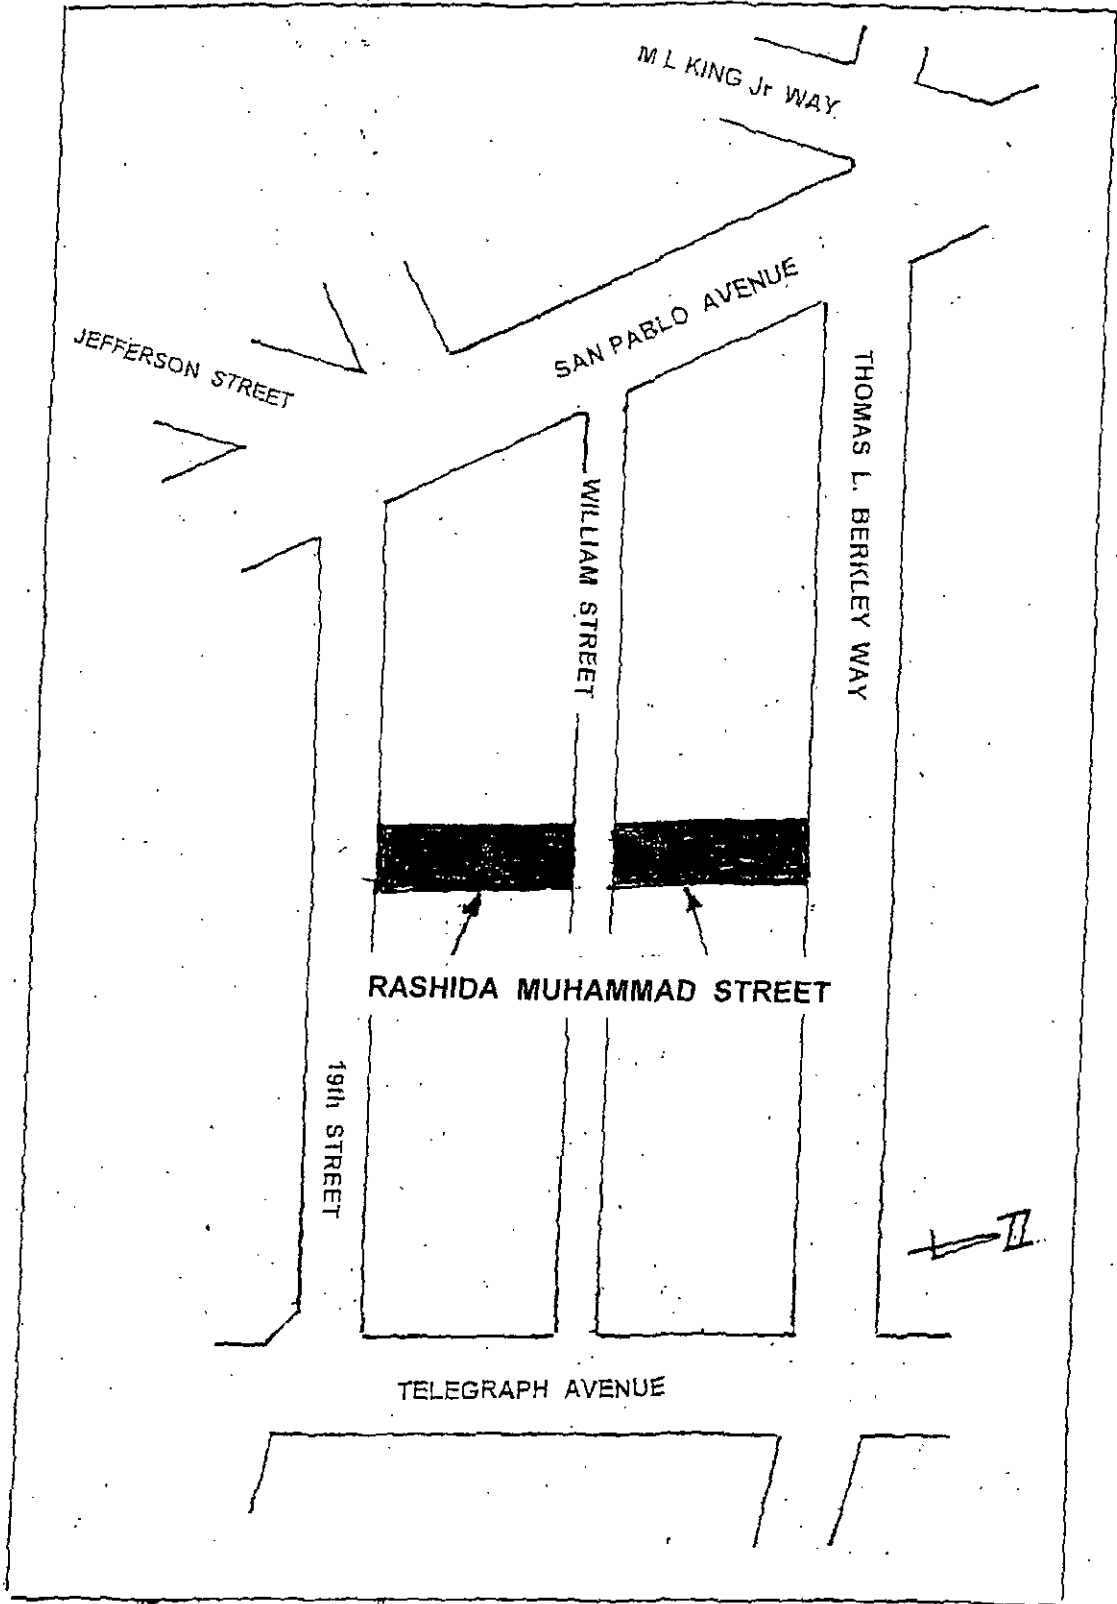 M L KING Jr WAY
SAN PABLO AVENUE
JEFFERSON STREET
THOMAS L. BERKLEY WAY
WILLIAM STREET
RASHIDA MUHAMMAD STREET
19th STREET
TELEGRAPH AVENUE